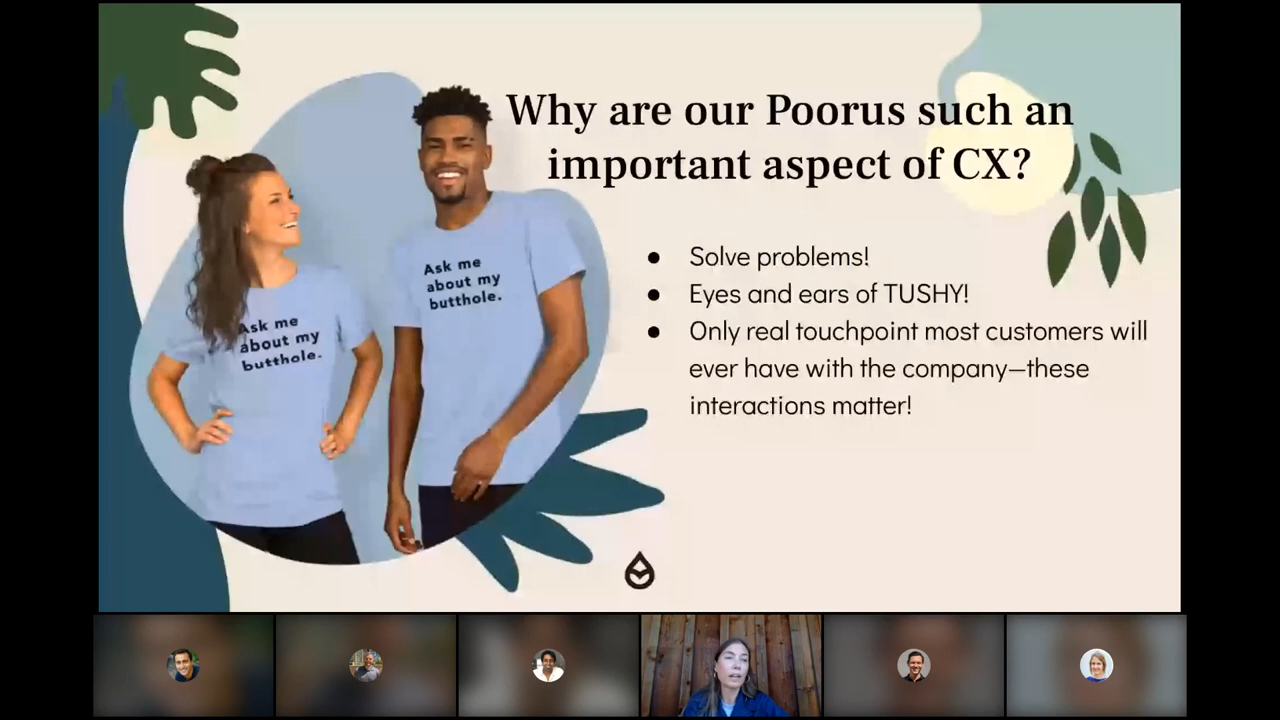 Why are our Poorus such an
important aspect of CX?
Ask me
about my
butthole.
Ask me
about my
butthole.
● Solve problems!
● Eyes and ears of TUSHY!
● Only real touchpoint most customers will
ever have with the company—these
interactions matter!